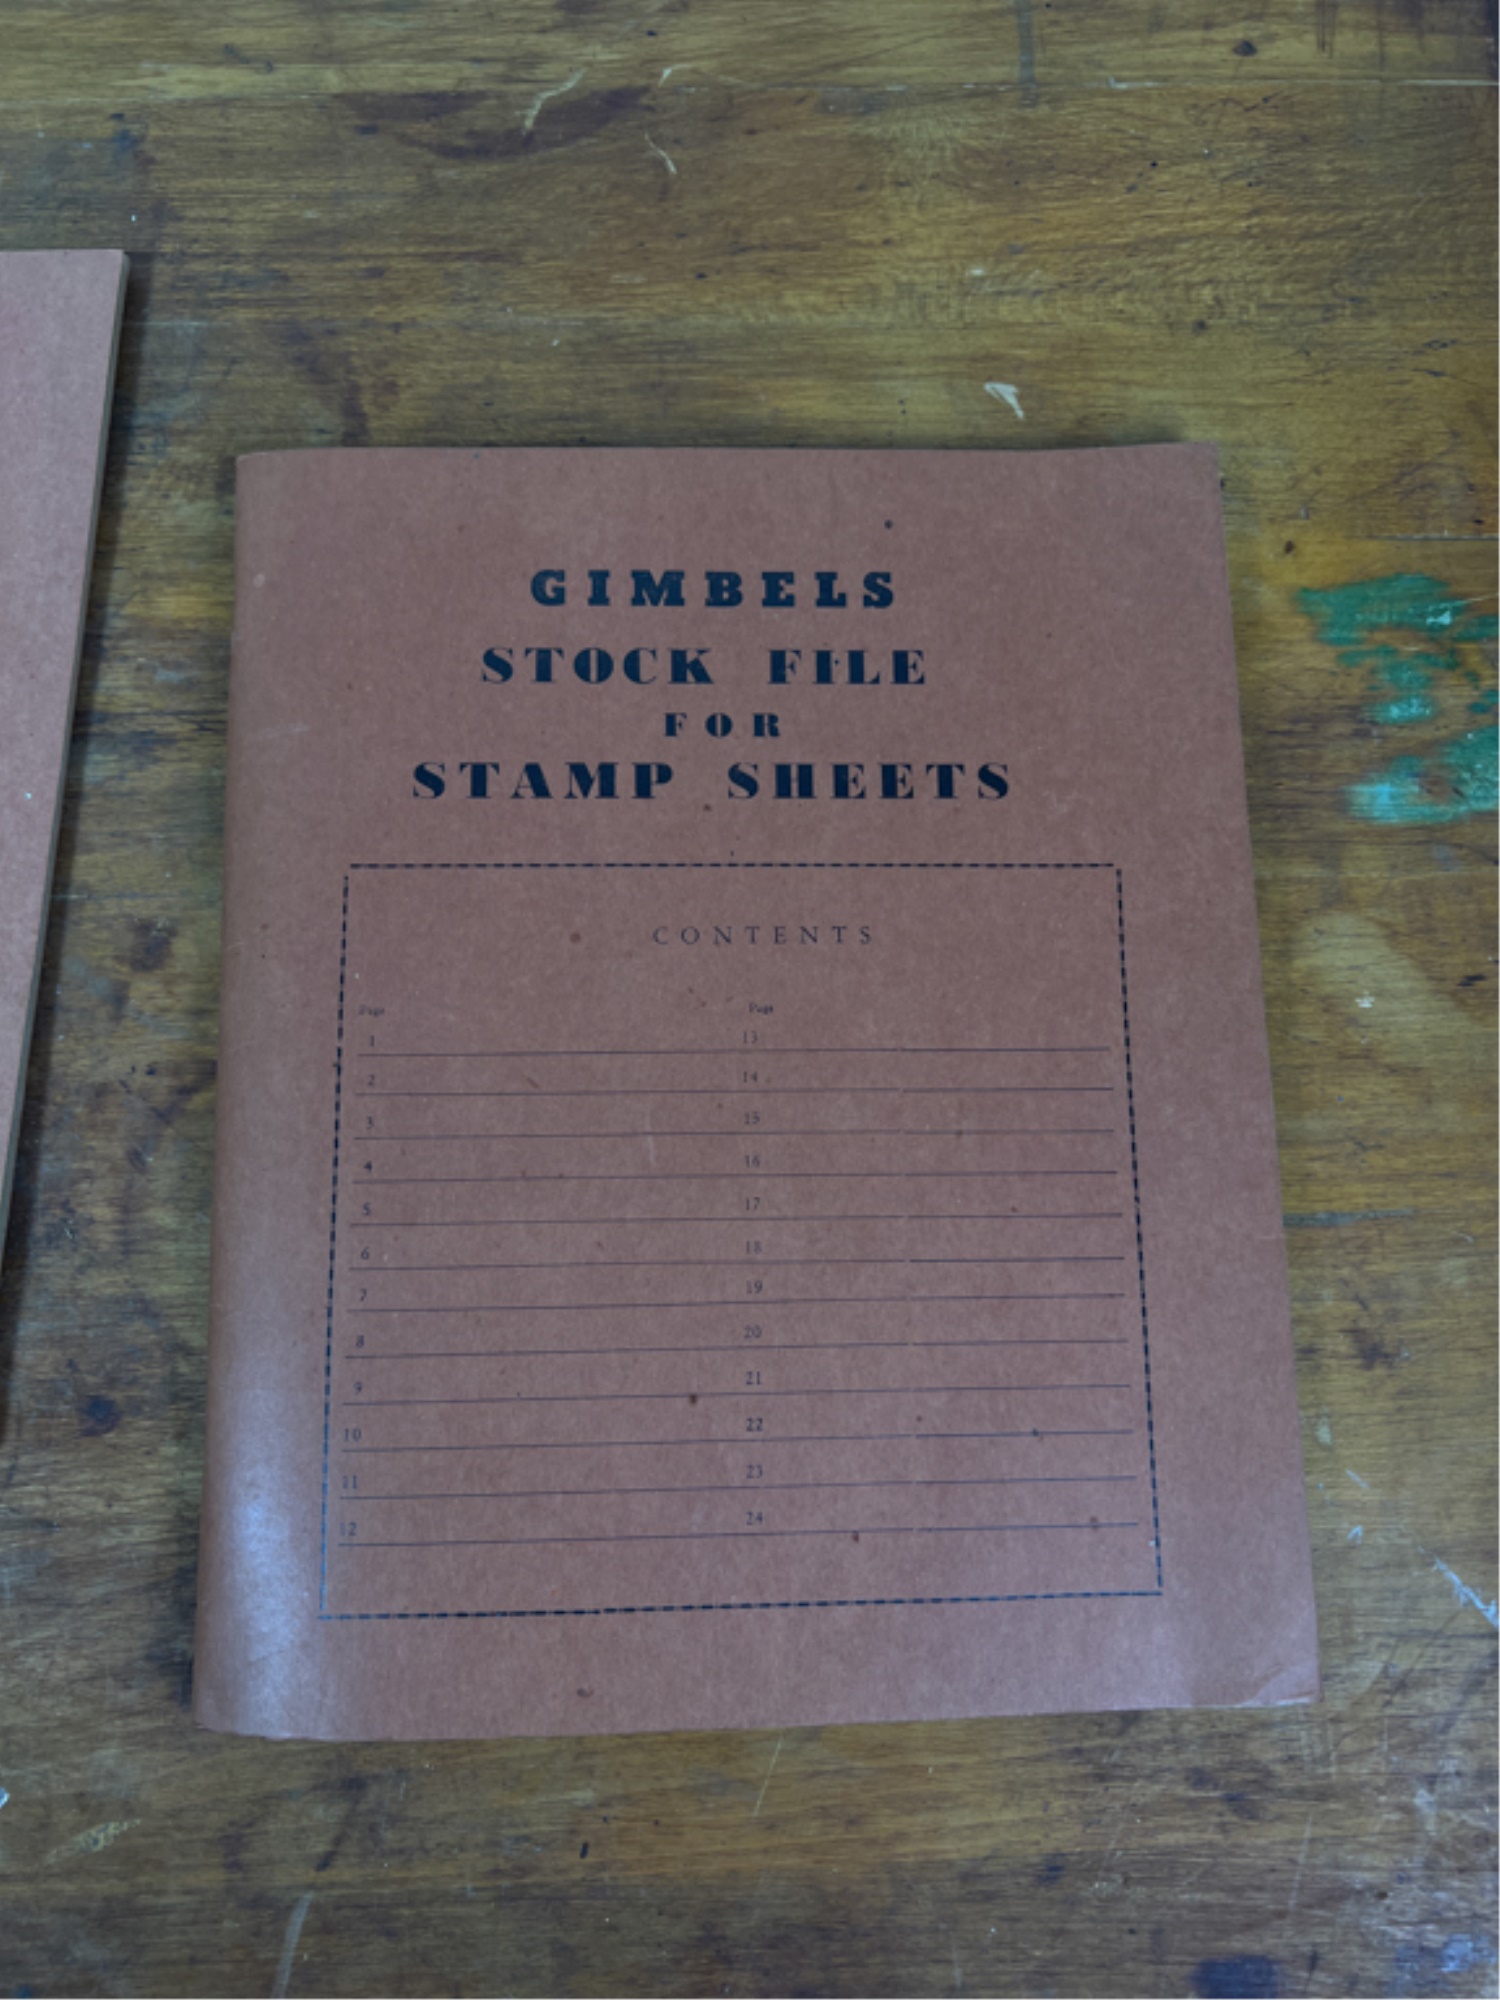 GIMBELS
STOCK FILE
FOR
STAMP SHEETS
CONTENTS
Page Page
1 13
2 14
3 15
4 16
5 17
6 18
7 19
8 20
9 21
10 22
11 23
12 24